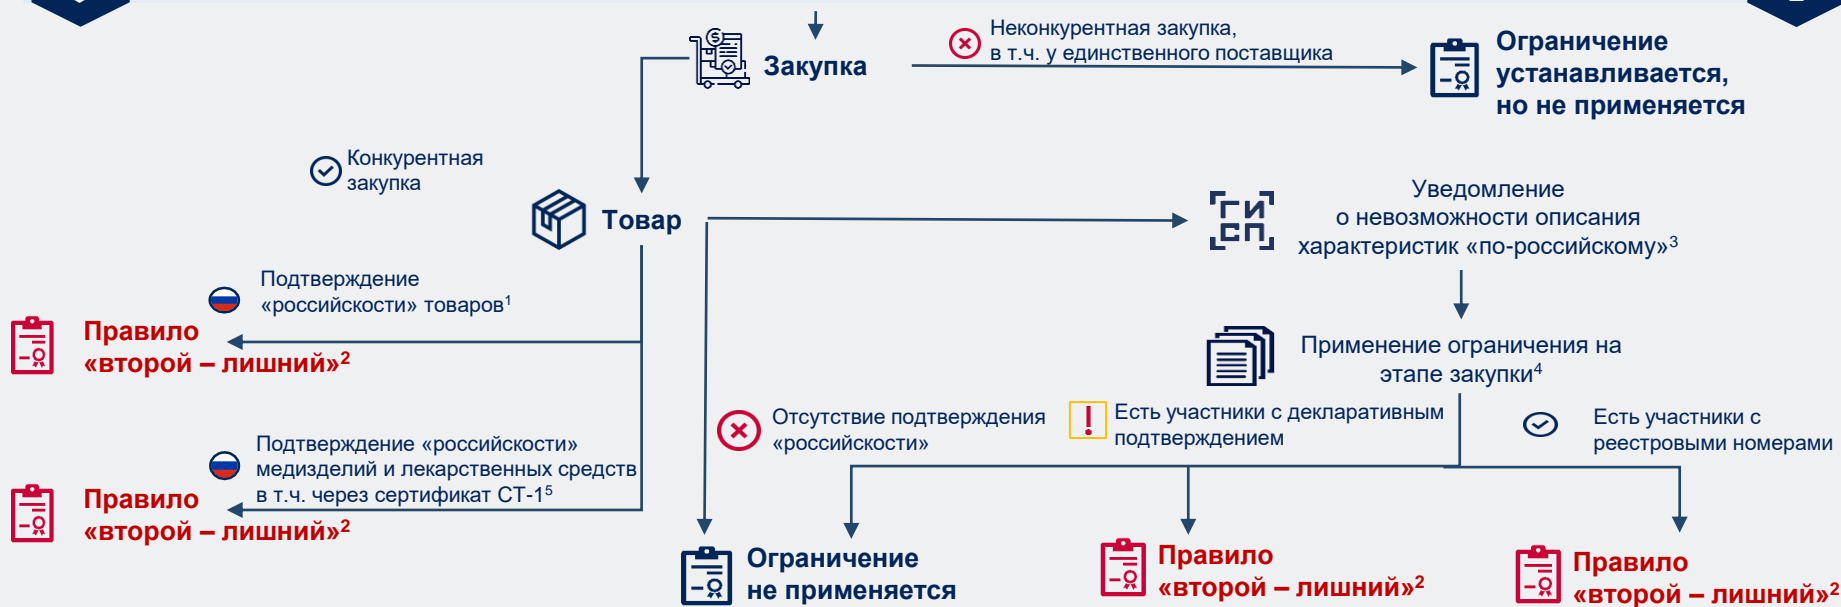 Закупка
Неконкурентная закупка,
в т.ч. у единственного поставщика
Ограничение
устанавливается,
но не применяется
Конкурентная
закупка
Товар
ГИ
СП
Уведомление
о невозможности описания
характеристик «по-российскому»³
Подтверждение
«российскости» товаров¹
Правило
«второй – лишний»²
Применение ограничения на
этапе закупки⁴
Отсутствие подтверждения
«российскости»
Есть участники с декларативным
подтверждением
Есть участники с
реестровыми номерами
Подтверждение «российскости»
медизделий и лекарственных средств
в т.ч. через сертификат СТ-1⁵
Правило
«второй – лишний»²
Ограничение
не применяется
Правило
«второй – лишний»²
Правило
«второй – лишний»²